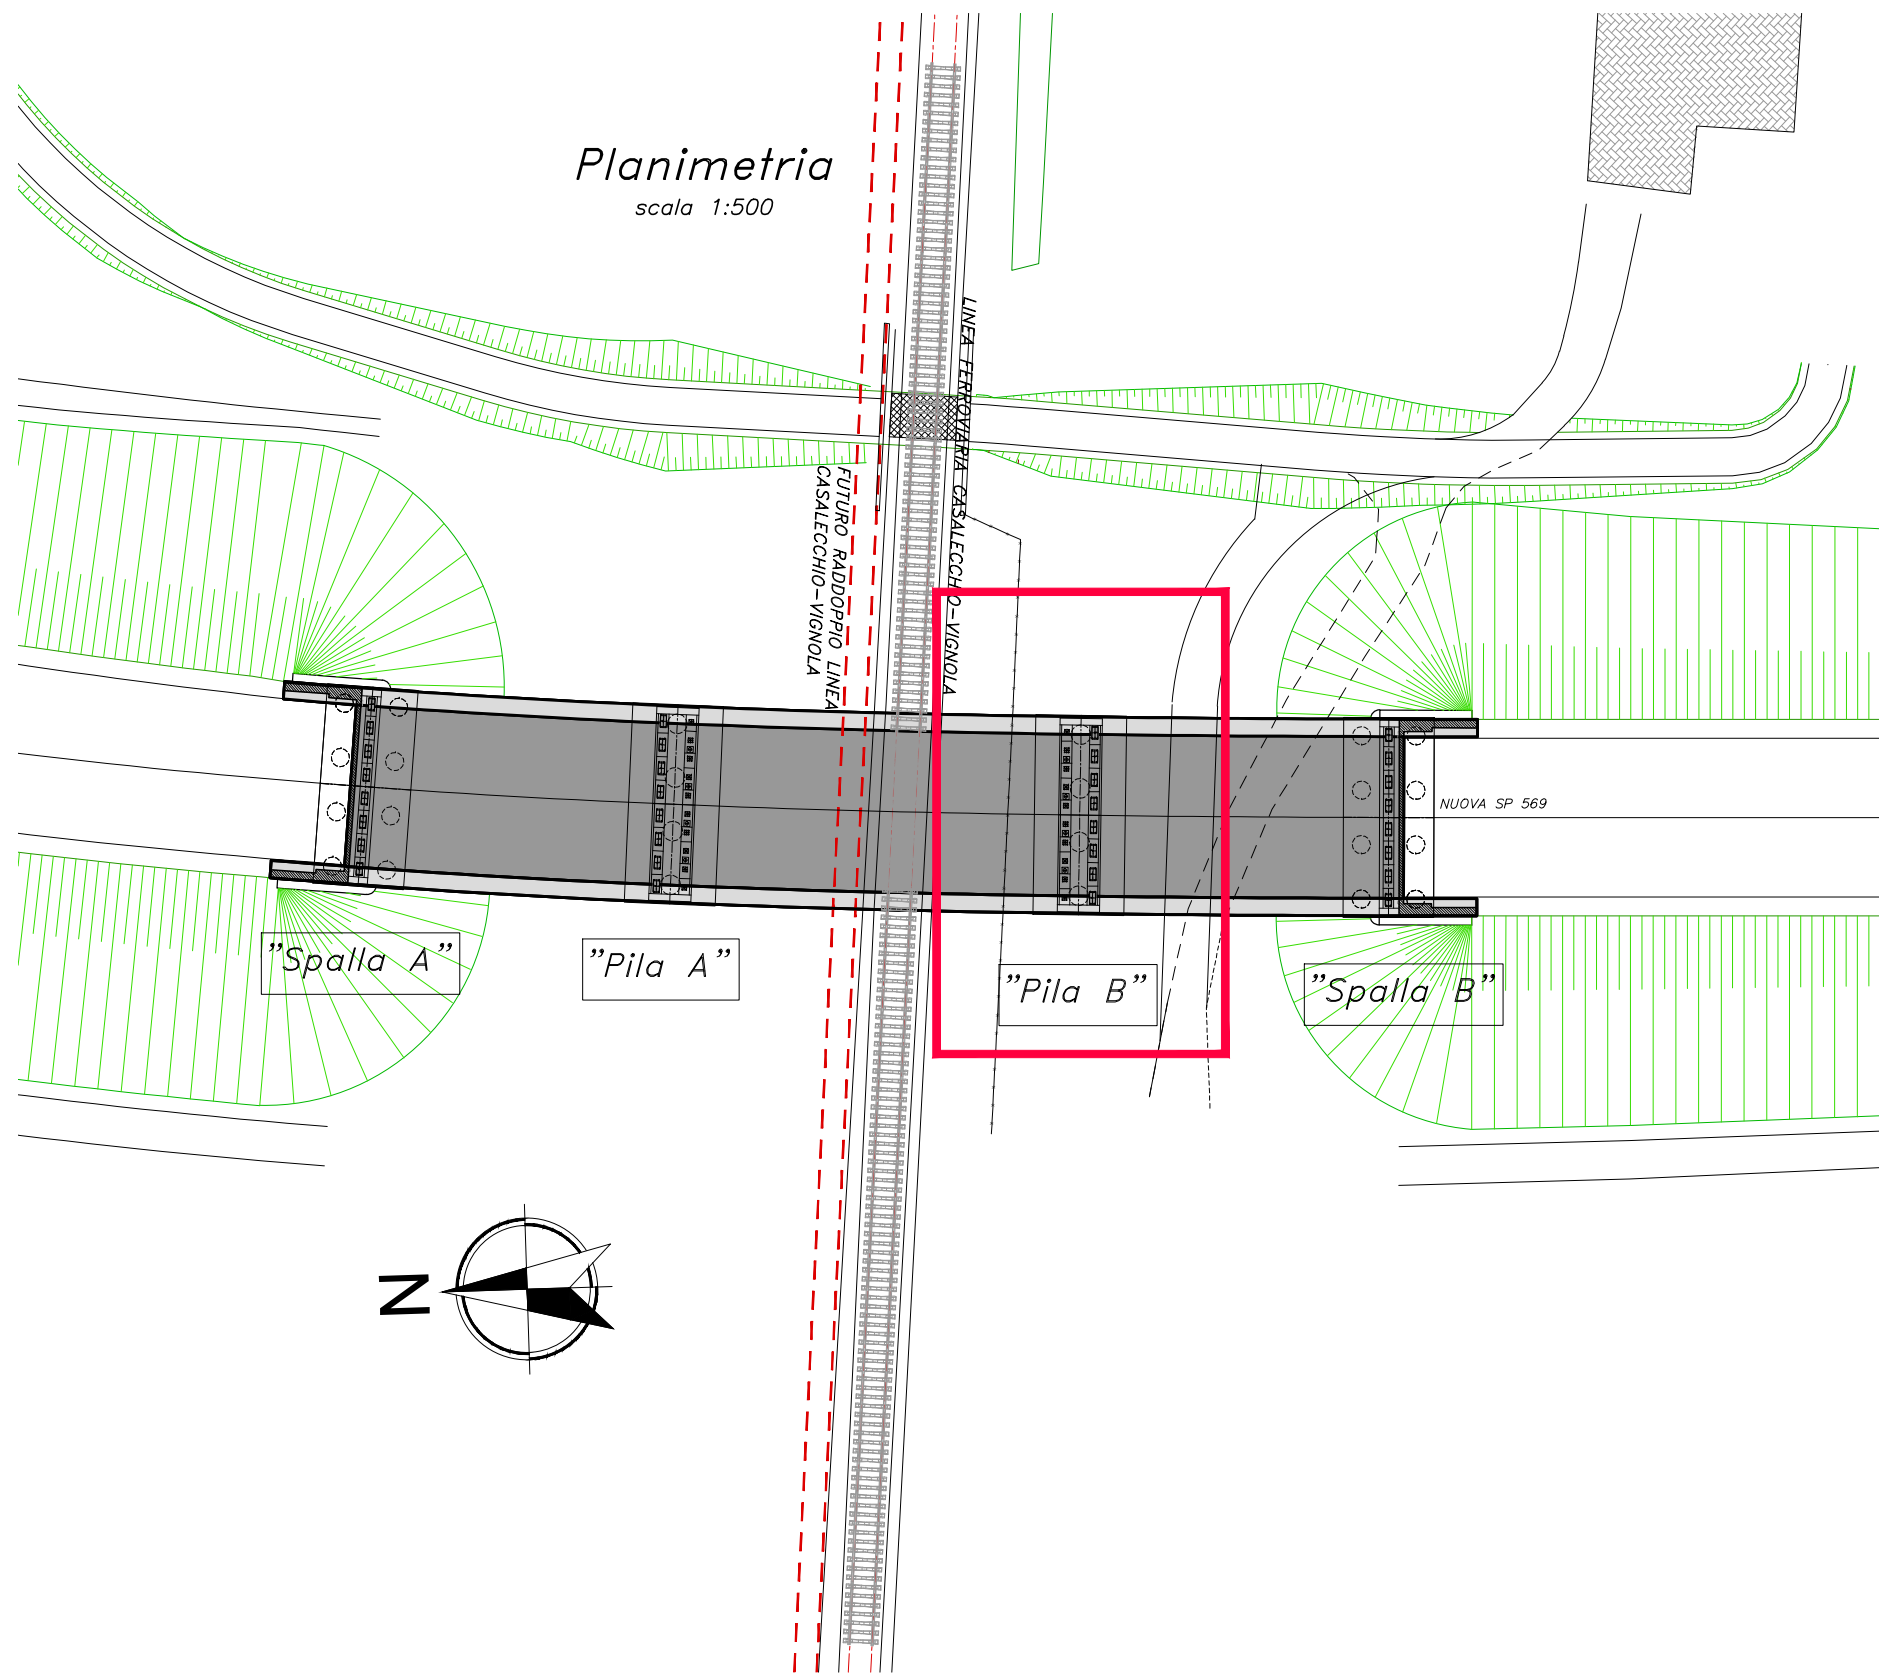 Planimetria
scala 1:500
LINEA FERROVIARIA CASALECCHIO-VIGNOLA
FUTURO RADDOPPIO LINEA
CASALECCHIO-VIGNOLA
NUOVA SP 569
"Spalla A"
"Pila A"
"Pila B"
"Spalla B"
N